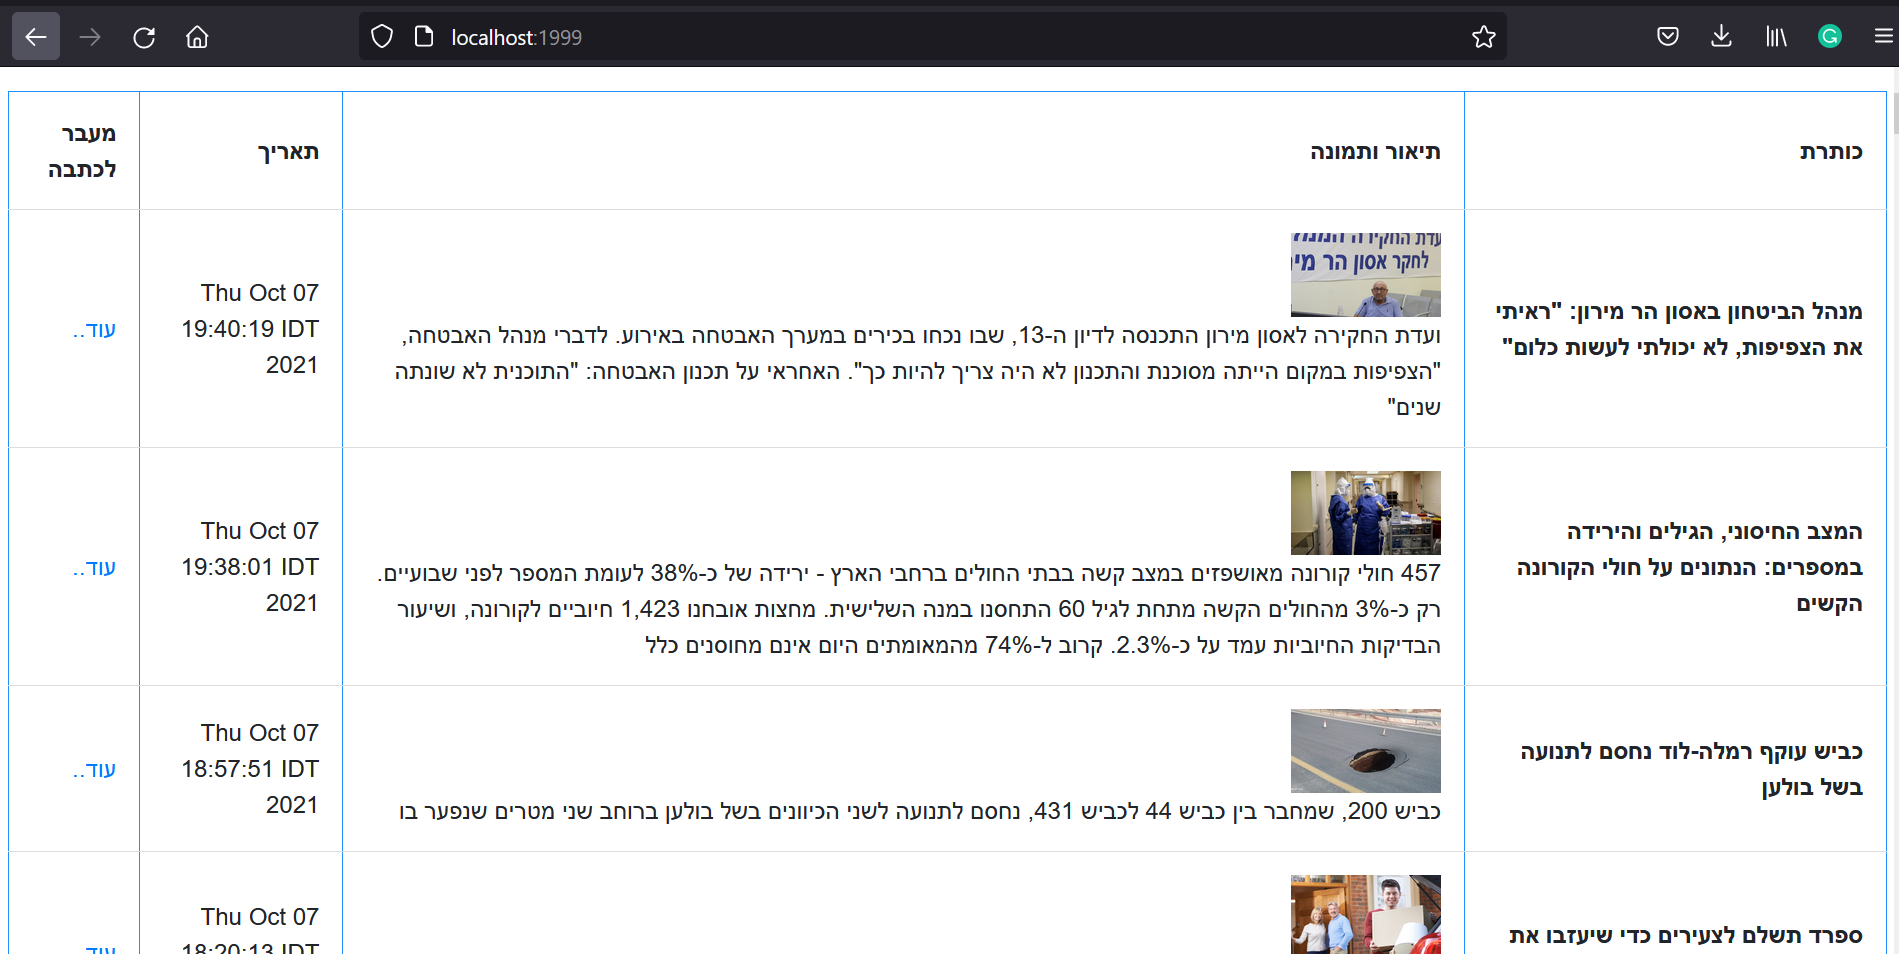 localhost:1999
כותרת
תיאור ותמונה
תאריך
מעבר
לכתבה
מנהל הביטחון באסון הר מירון: "ראיתי
את הצפיפות, לא יכולתי לעשות כלום"
לחקר אסון הר מיר
ועדת החקירה לאסון מירון התכנסה לדיון ה-13, שבו נכחו בכירים במערך האבטחה באירוע. לדברי מנהל האבטחה,
"הצפיפות במקום הייתה מסוכנת והתכנון לא היה צריך להיות כך". האחראי על תכנון האבטחה: "התוכנית לא שונתה
שנים"
Thu Oct 07
19:40:19 IDT
2021
עוד..
המצב החיסוני, הגילים והירידה
במספרים: הנתונים על חולי הקורונה
הקשים
457 חולי קורונה מאושפזים במצב קשה בבתי החולים ברחבי הארץ - ירידה של כ-38% לעומת המספר לפני שבועיים.
רק כ-3% מהחולים הקשה מתחת לגיל 60 התחסנו במנה השלישית. מחצות אובחנו 1,423 חיוביים לקורונה, ושיעור
הבדיקות החיוביות עמד על כ-2.3%. קרוב ל-74% מהמאומתים היום אינם מחוסנים כלל
Thu Oct 07
19:38:01 IDT
2021
עוד..
כביש עוקף רמלה-לוד נחסם לתנועה
בשל בולען
כביש 200, שמחבר בין כביש 44 לכביש 431, נחסם לתנועה לשני הכיוונים בשל בולען ברוחב שני מטרים שנפער בו
Thu Oct 07
18:57:51 IDT
2021
עוד..
ספרד תשלם לצעירים כדי שיעזבו את
Thu Oct 07
18:20:13 IDT
עוד..